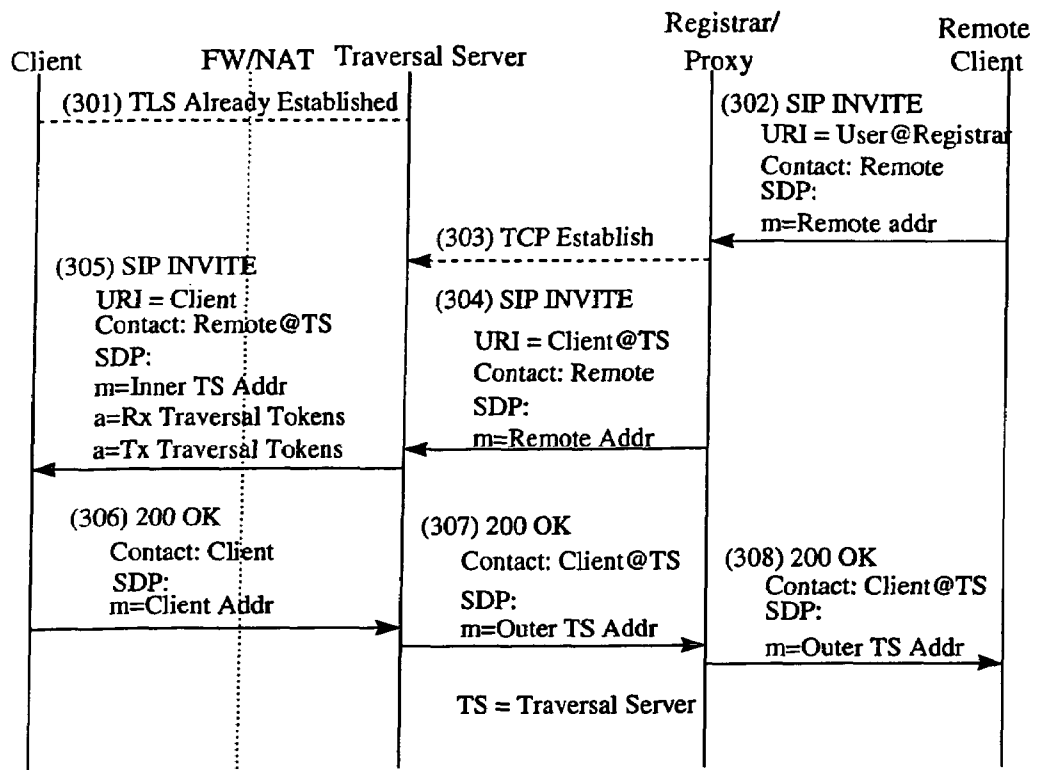 Client
FW/NAT
Traversal Server
Registrar/
Proxy
Remote
Client
(301) TLS Already Established
(302) SIP INVITE
URI = User@Registrar
Contact: Remote
SDP:
m=Remote addr
(303) TCP Establish
(304) SIP INVITE
URI = Client@TS
Contact: Remote
SDP:
m=Remote Addr
(305) SIP INVITE
URI = Client
Contact: Remote@TS
SDP:
m=Inner TS Addr
a=Rx Traversal Tokens
a=Tx Traversal Tokens
(306) 200 OK
Contact: Client
SDP:
m=Client Addr
(307) 200 OK
Contact: Client@TS
SDP:
m=Outer TS Addr
(308) 200 OK
Contact: Client@TS
SDP:
m=Outer TS Addr
TS = Traversal Server